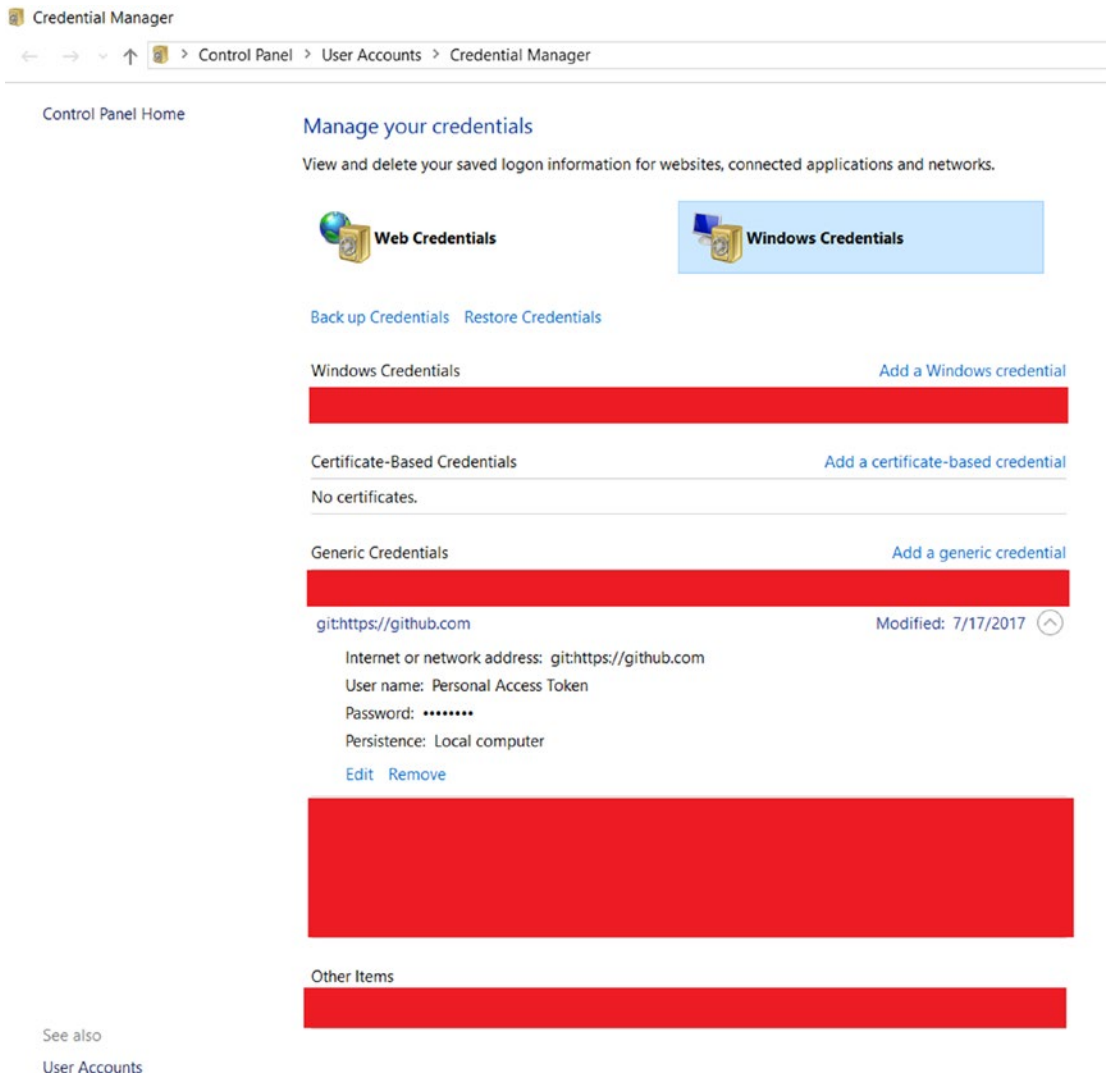 Credential Manager
Control Panel > User Accounts > Credential Manager
Control Panel Home
Manage your credentials
View and delete your saved logon information for websites, connected applications and networks.
Web Credentials
Windows Credentials
Back up Credentials Restore Credentials
Windows Credentials Add a Windows credential
Certificate-Based Credentials Add a certificate-based credential
No certificates.
Generic Credentials Add a generic credential
git:https://github.com Modified: 7/17/2017
Internet or network address: git:https://github.com
User name: Personal Access Token
Password: ••••••••
Persistence: Local computer
Edit Remove
Other Items
See also
User Accounts